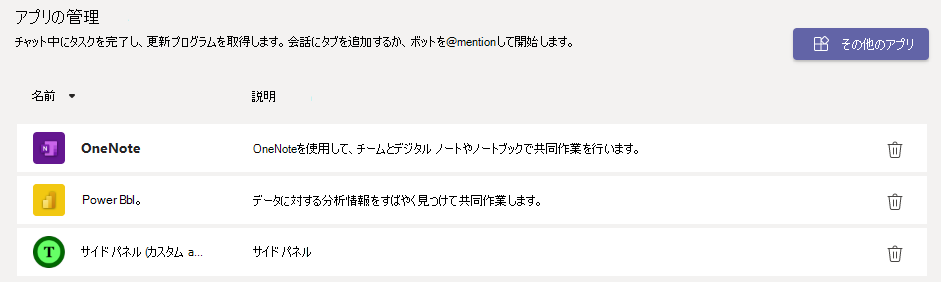 アプリの管理
チャット中にタスクを完了し、更新プログラムを取得します。会話にタブを追加するか、ボットを@mentionして開始します。
その他のアプリ
名前 説明
OneNote OneNoteを使用して、チームとデジタル ノートやノートブックで共同作業を行います。
Power Bbl。 データに対する分析情報をすばやく見つけて共同作業します。
T サイド パネル (カスタム a... サイド パネル